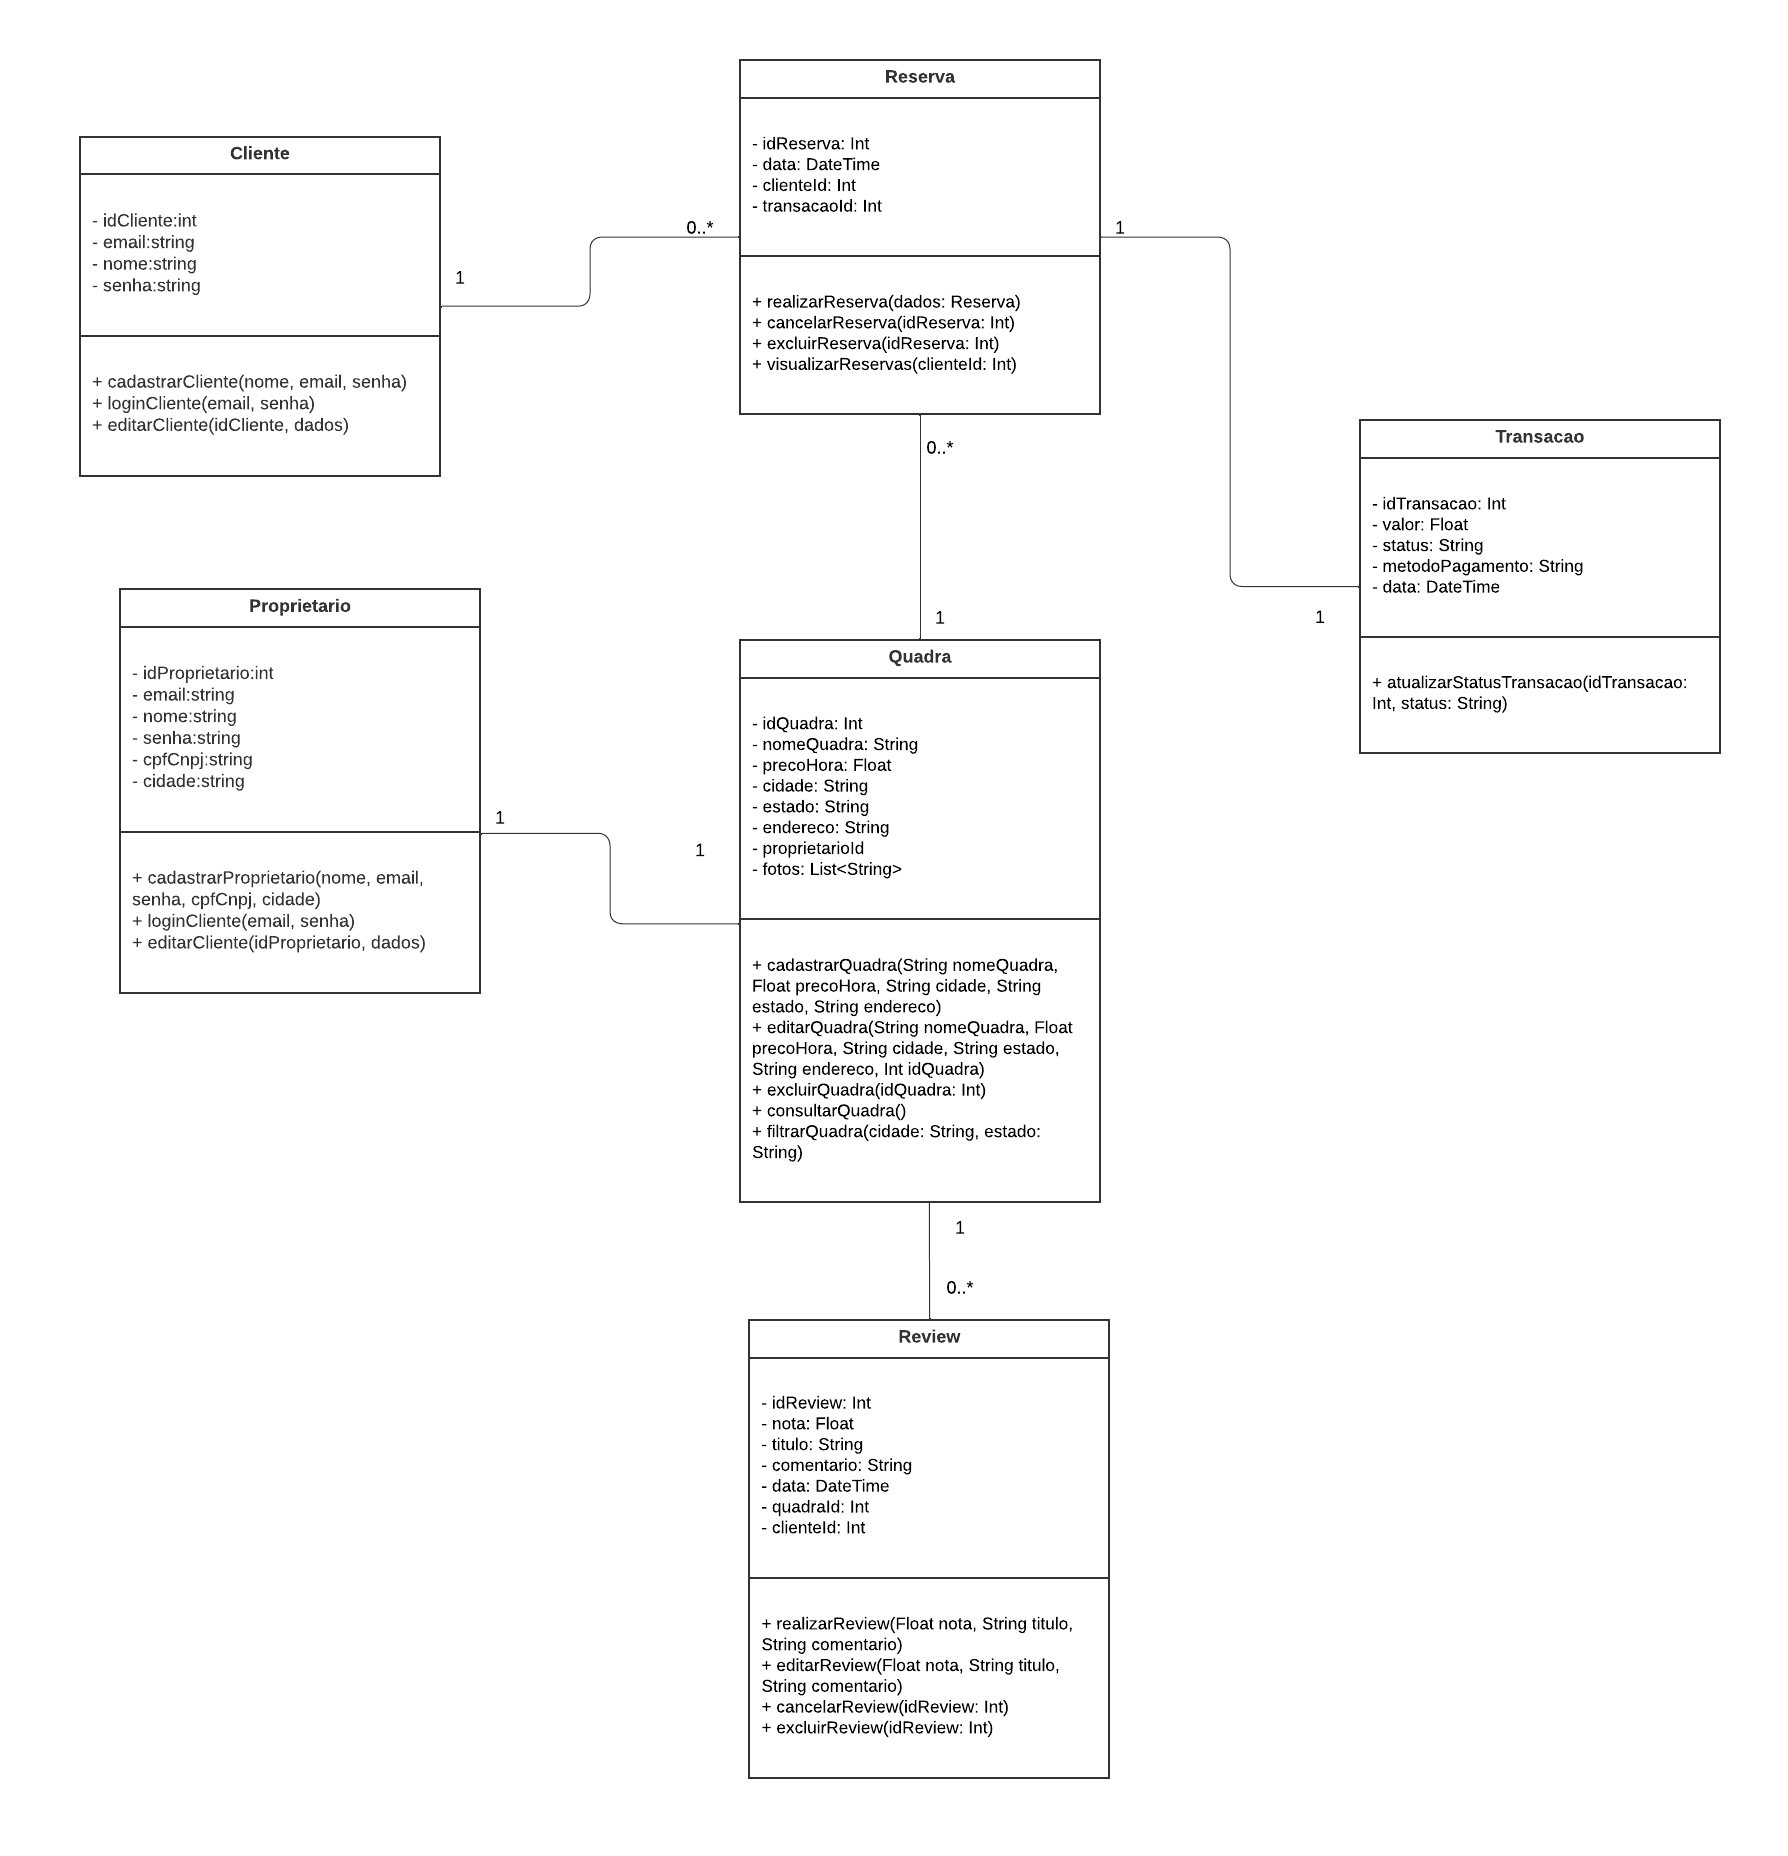 Reserva
- idReserva: Int
- data: DateTime
- clienteId: Int
- transacaoId: Int
+ realizarReserva(dados: Reserva)
+ cancelarReserva(idReserva: Int)
+ excluirReserva(idReserva: Int)
+ visualizarReservas(clienteId: Int)
Cliente
- idCliente:int
- email:string
- nome:string
- senha:string
+ cadastrarCliente(nome, email, senha)
+ loginCliente(email, senha)
+ editarCliente(idCliente, dados)
1
0..*
1
1
0..*
1
Transacao
- idTransacao: Int
- valor: Float
- status: String
- metodoPagamento: String
- data: DateTime
+ atualizarStatusTransacao(idTransacao:
Int, status: String)
Proprietario
- idProprietario:int
- email:string
- nome:string
- senha:string
- cpfCnpj:string
- cidade:string
+ cadastrarProprietario(nome, email,
senha, cpfCnpj, cidade)
+ loginCliente(email, senha)
+ editarCliente(idProprietario, dados)
1
1
Quadra
- idQuadra: Int
- nomeQuadra: String
- precoHora: Float
- cidade: String
- estado: String
- endereco: String
- proprietarioId
- fotos: List<String>
+ cadastrarQuadra(String nomeQuadra,
Float precoHora, String cidade, String
estado, String endereco)
+ editarQuadra(String nomeQuadra, Float
precoHora, String cidade, String estado,
String endereco, Int idQuadra)
+ excluirQuadra(idQuadra: Int)
+ consultarQuadra()
+ filtrarQuadra(cidade: String, estado:
String)
1
0..*
Review
- idReview: Int
- nota: Float
- titulo: String
- comentario: String
- data: DateTime
- quadraId: Int
- clienteId: Int
+ realizarReview(Float nota, String titulo,
String comentario)
+ editarReview(Float nota, String titulo,
String comentario)
+ cancelarReview(idReview: Int)
+ excluirReview(idReview: Int)